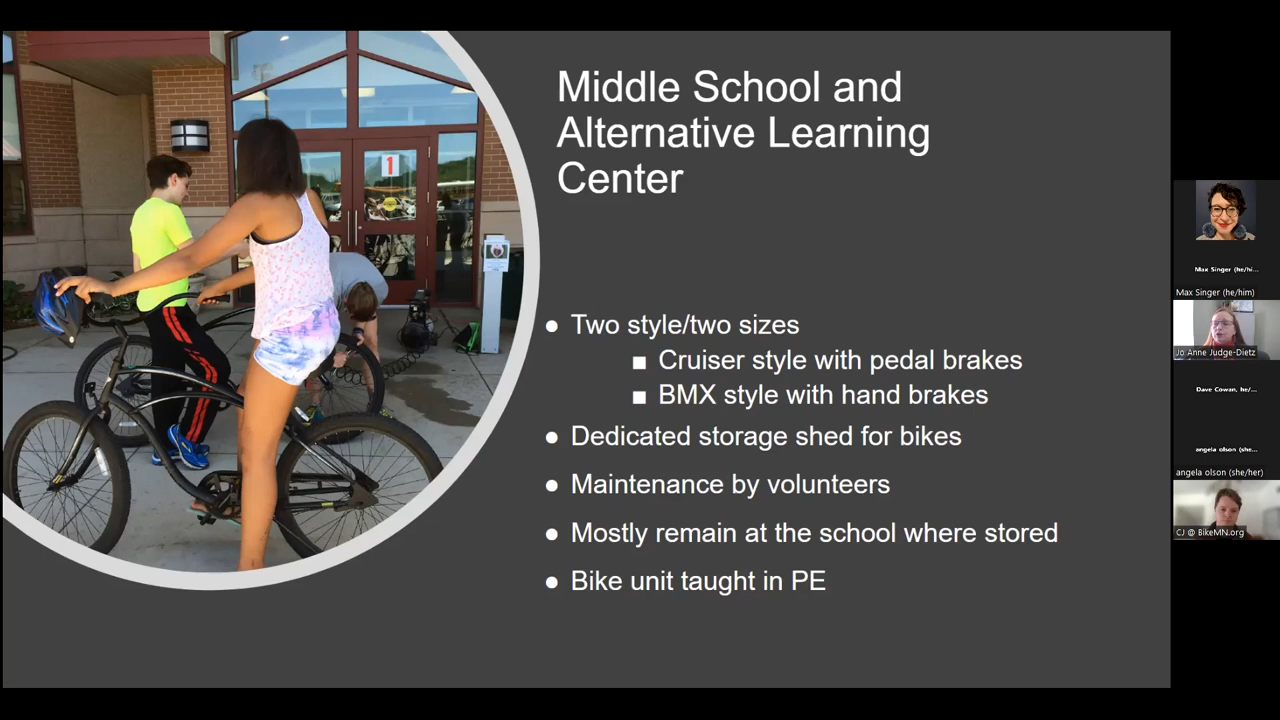 Middle School and
Alternative Learning
Center
● Two style/two sizes
■ Cruiser style with pedal brakes
■ BMX style with hand brakes
● Dedicated storage shed for bikes
● Maintenance by volunteers
● Mostly remain at the school where stored
● Bike unit taught in PE
1
Max Singer (he/hi...
Max Singer (he/him)
Jo Anne Judge-Dietz
Dave Cowan, he/...
angela olson (she...
angela olson (she/her)
CJ @ BikeMN.org